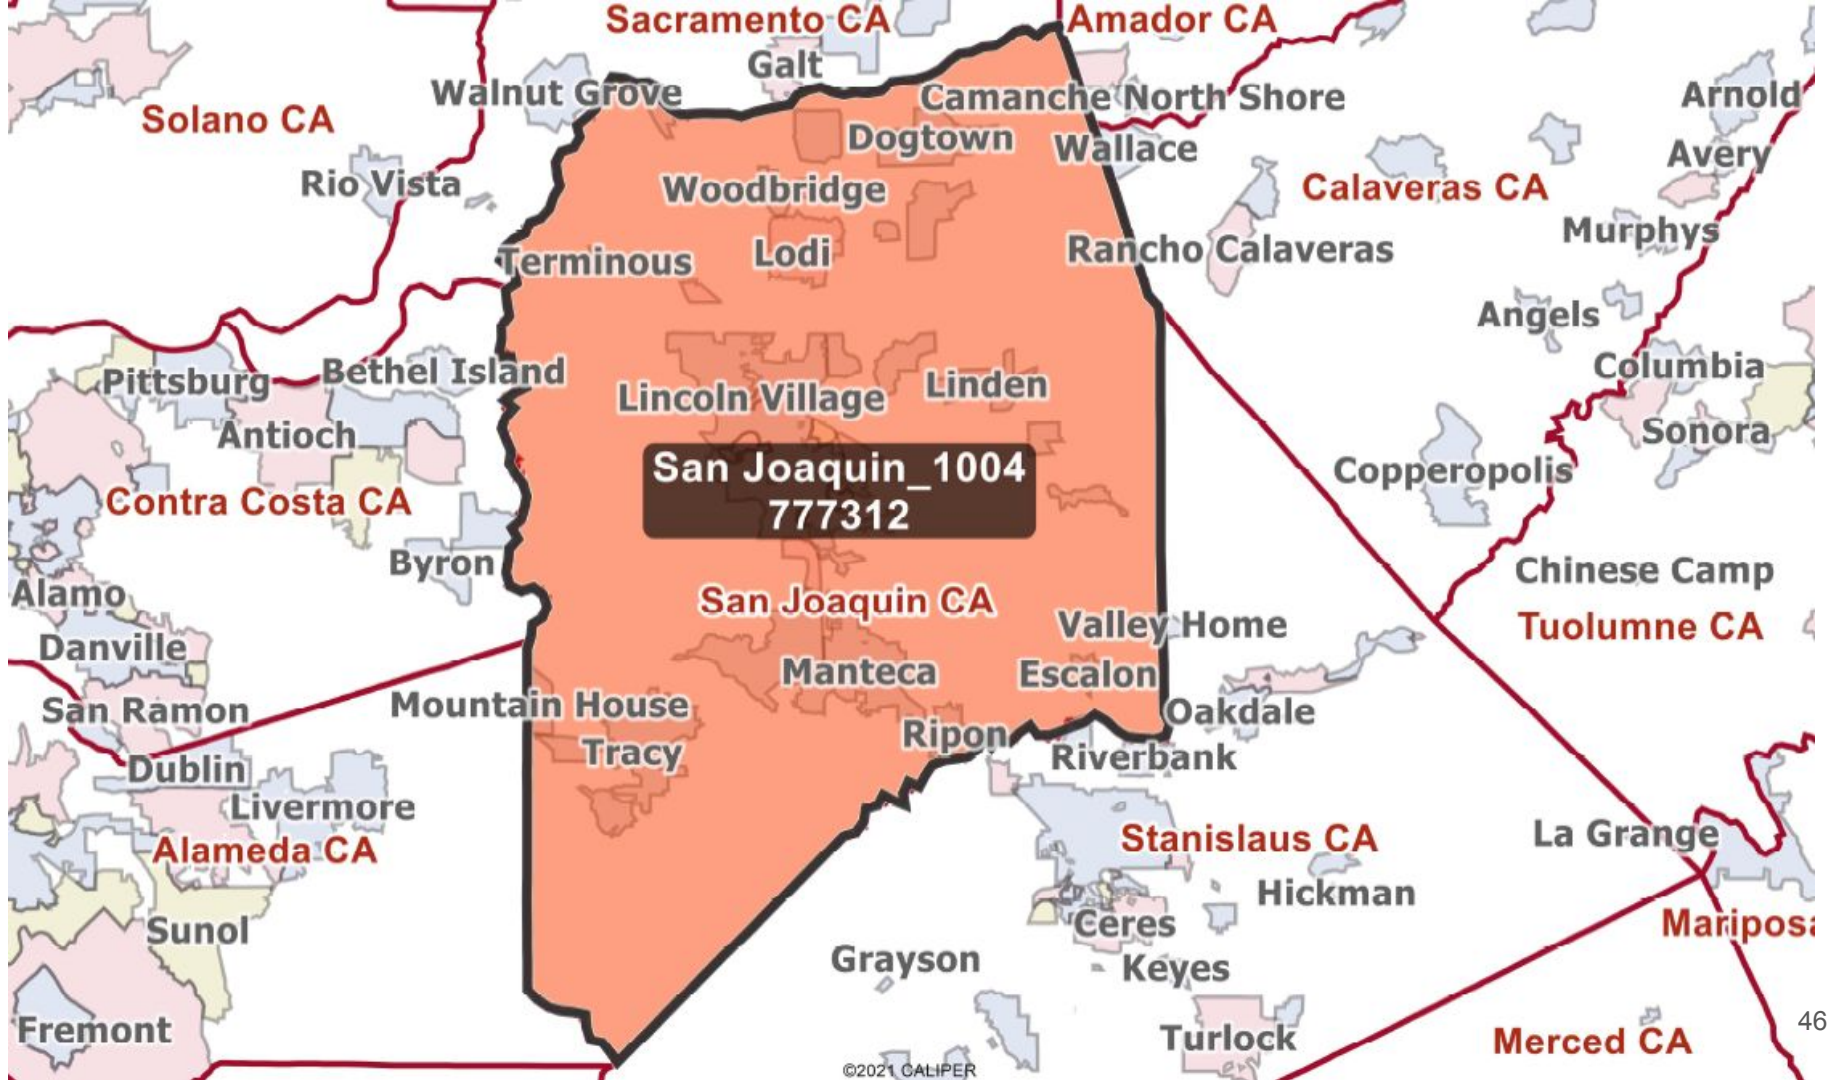 Sacramento CA
Amador CA
Galt
Walnut Grove
Camanche North Shore
Arnold
Solano CA
Dogtown
Wallace
Avery
Rio Vista
Woodbridge
Calaveras CA
Murphys
Terminous
Lodi
Rancho Calaveras
Angels
Columbia
Pittsburg
Bethel Island
Lincoln Village
Linden
Antioch
Sonora
San Joaquin_1004
777312
Copperopolis
Contra Costa CA
Byron
Chinese Camp
Alamo
San Joaquin CA
Valley Home
Tuolumne CA
Danville
Manteca
Escalon
San Ramon
Mountain House
Oakdale
Ripon
Tracy
Riverbank
Dublin
Livermore
La Grange
Stanislaus CA
Alameda CA
Hickman
Ceres
Mariposa
Sunol
Grayson
Keyes
46
Fremont
Turlock
Merced CA
©2021 CALIPER